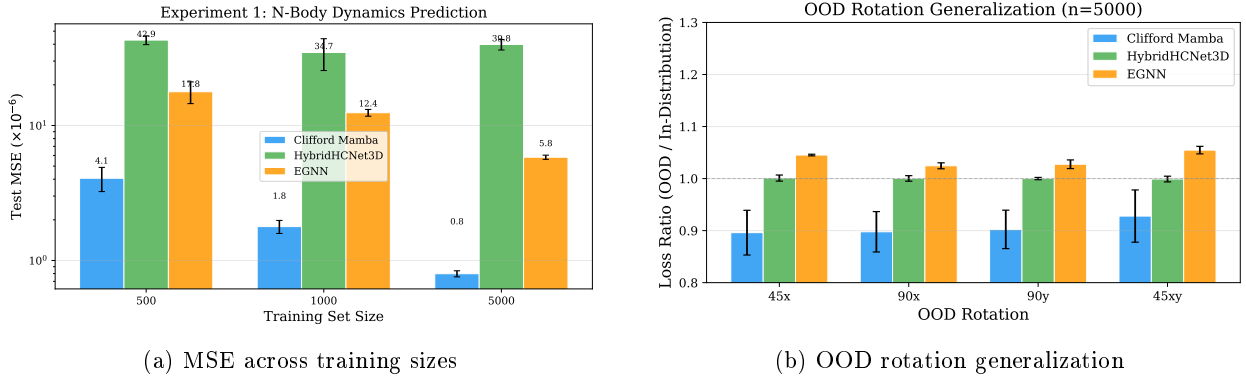 Experiment 1: N-Body Dynamics Prediction
Test MSE (×10⁻⁶)
10¹
10⁰
4.1
42.9
17.8
1.8
34.7
12.4
0.8
39.8
5.8
Clifford Mamba
HybridHCNet3D
EGNN
500
1000
5000
Training Set Size
(a) MSE across training sizes
OOD Rotation Generalization (n=5000)
Loss Ratio (OOD / In-Distribution)
1.3
1.2
1.1
1.0
0.9
0.8
Clifford Mamba
HybridHCNet3D
EGNN
45x
90x
90y
45xy
OOD Rotation
(b) OOD rotation generalization